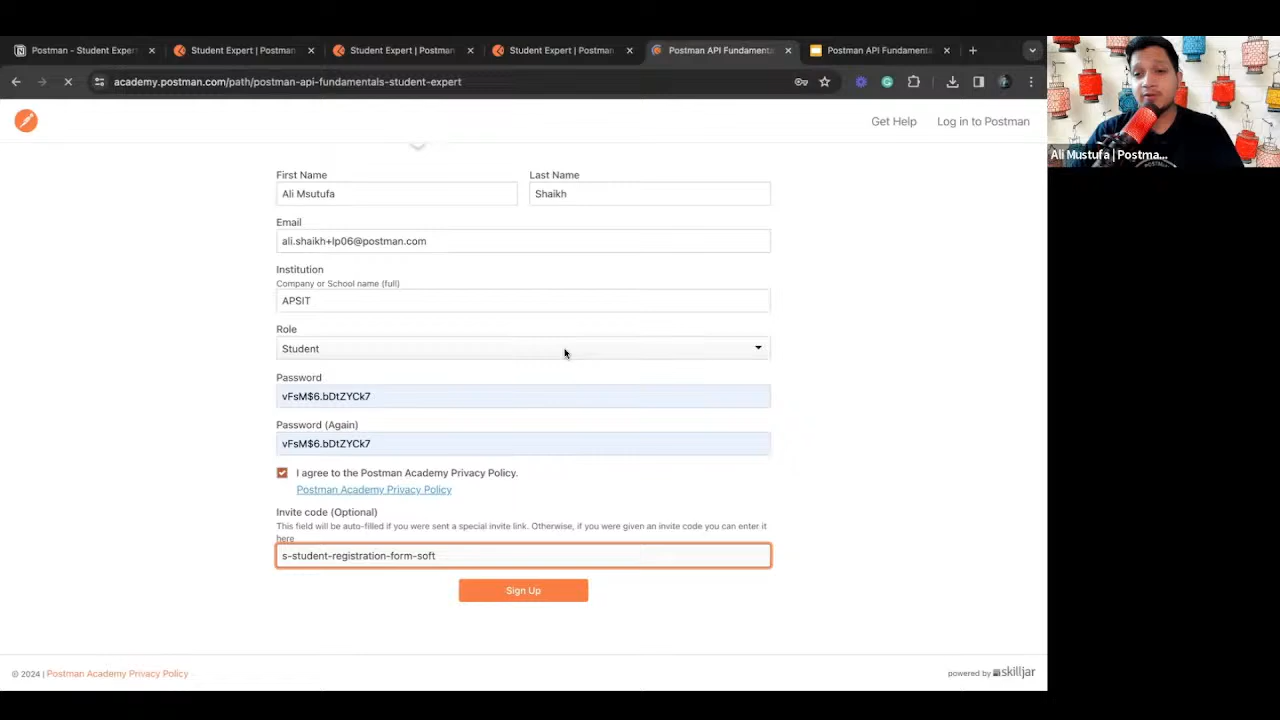 Postman - Student Exper
Student Expert | Postman
Student Expert | Postman
Student Expert | Postman
Postman API Fundamenta
Postman API Fundamenta
academy.postman.com/path/postman-api-fundamentals-student-expert
Get Help
Log in to Postman
Ali Mustufa | Postma...
First Name
Last Name
Ali Msutufa
Shaikh
Email
ali.shaikh+lp06@postman.com
Institution
Company or School name (full)
APSIT
Role
Student
Password
vFsM$6.bDtZYCk7
Password (Again)
vFsM$6.bDtZYCk7
I agree to the Postman Academy Privacy Policy.
Postman Academy Privacy Policy
Invite code (Optional)
This field will be auto-filled if you were sent a special invite link. Otherwise, if you were given an invite code you can enter it
here
s-student-registration-form-soft
Sign Up
© 2024 | Postman Academy Privacy Policy
powered by skilljar